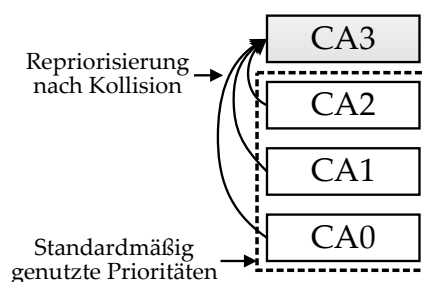 CA3
Repriorisierung
nach Kollision
CA2
CA1
CA0
Standardmäßig
genutzte Prioritäten